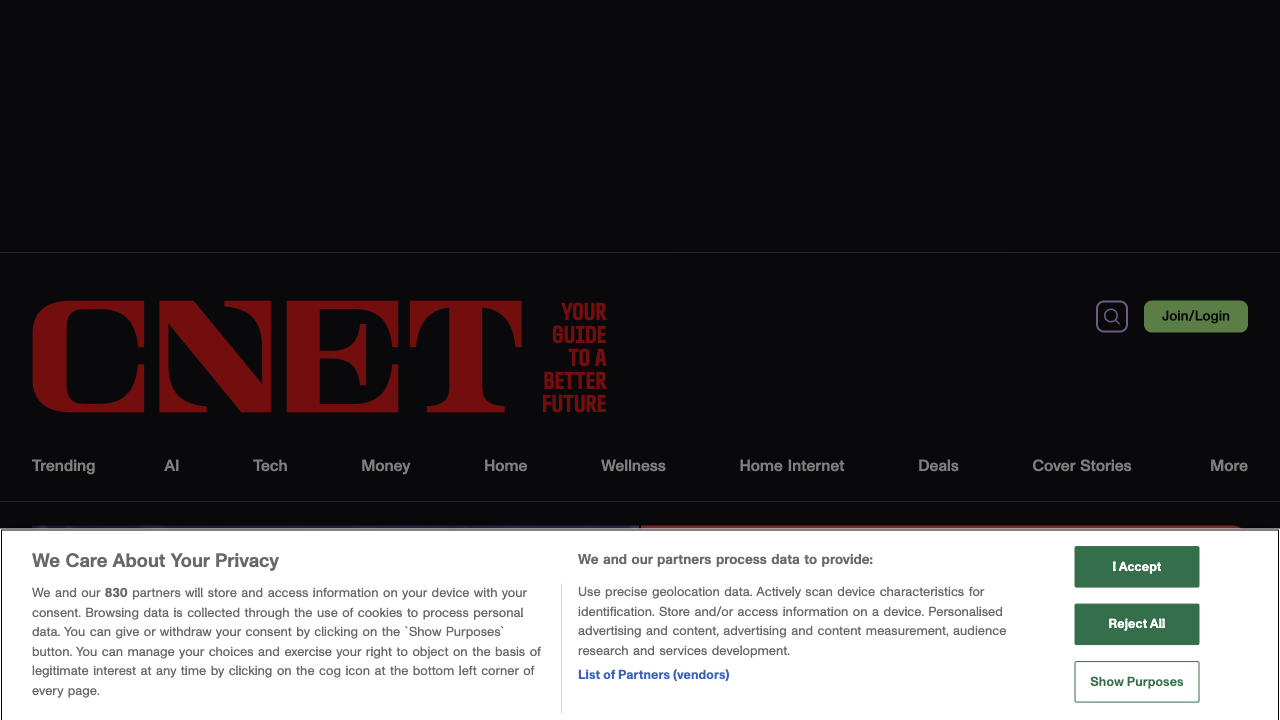 CNET
YOUR
GUIDE
TO A
BETTER
FUTURE
Join/Login
Trending AI Tech Money Home Wellness Home Internet Deals Cover Stories More
We Care About Your Privacy
We and our 830 partners will store and access information on your device with your
consent. Browsing data is collected through the use of cookies to process personal
data. You can give or withdraw your consent by clicking on the `Show Purposes`
button. You can manage your choices and exercise your right to object on the basis of
legitimate interest at any time by clicking on the cog icon at the bottom left corner of
every page.
We and our partners process data to provide:
Use precise geolocation data. Actively scan device characteristics for
identification. Store and/or access information on a device. Personalised
advertising and content, advertising and content measurement, audience
research and services development.
List of Partners (vendors)
I Accept
Reject All
Show Purposes